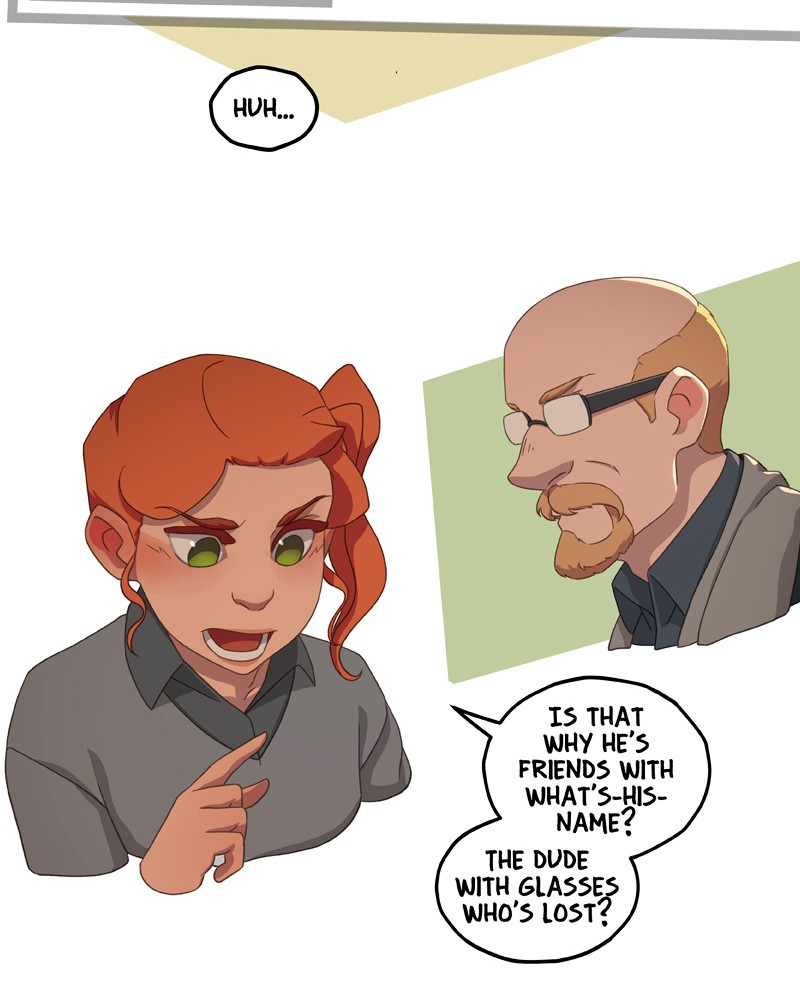 HUH...
IS THAT
WHY HE'S
FRIENDS WITH
WHAT'S-HIS-
NAME?
THE DUDE
WITH GLASSES
WHO'S LOST?